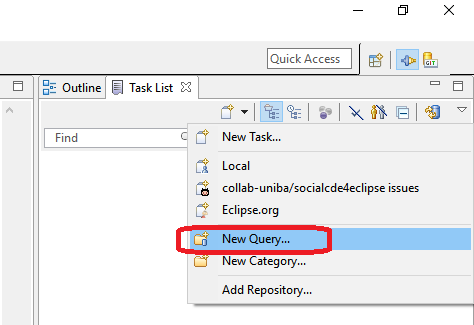 Quick Access
GIT
Outline
Task List
Find
New Task...
Local
collab-uniba/socialcde4eclipse issues
Eclipse.org
New Query...
New Category...
Add Repository...